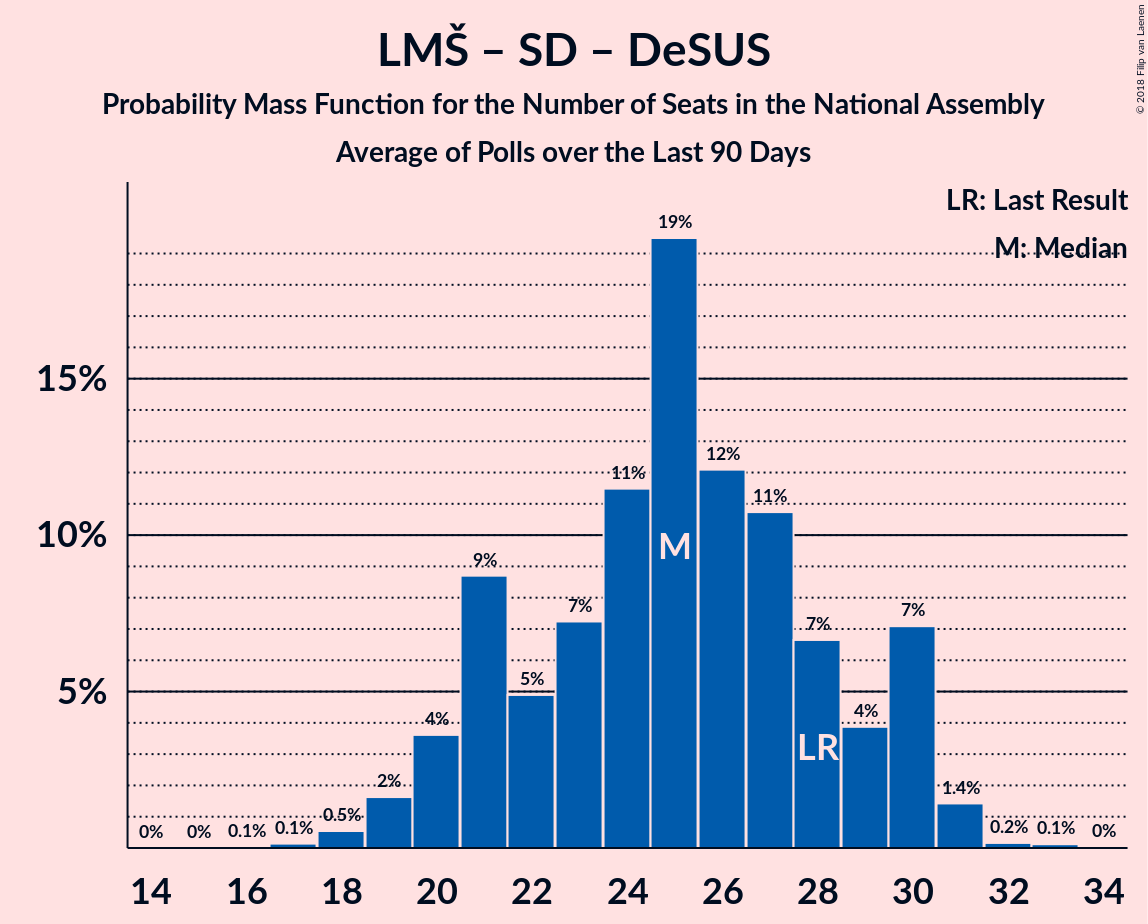 LMŠ – SD – DeSUS
Probability Mass Function for the Number of Seats in the National Assembly
Average of Polls over the Last 90 Days
© 2018 Filip van Laenen
LR: Last Result
M: Median
15%
10%
5%
0%
0%
0.1%
0.1%
0.5%
2%
4%
9%
5%
7%
11%
19%
12%
11%
7%
4%
7%
1.4%
0.2%
0.1%
0%
M
LR
14 16 18 20 22 24 26 28 30 32 34